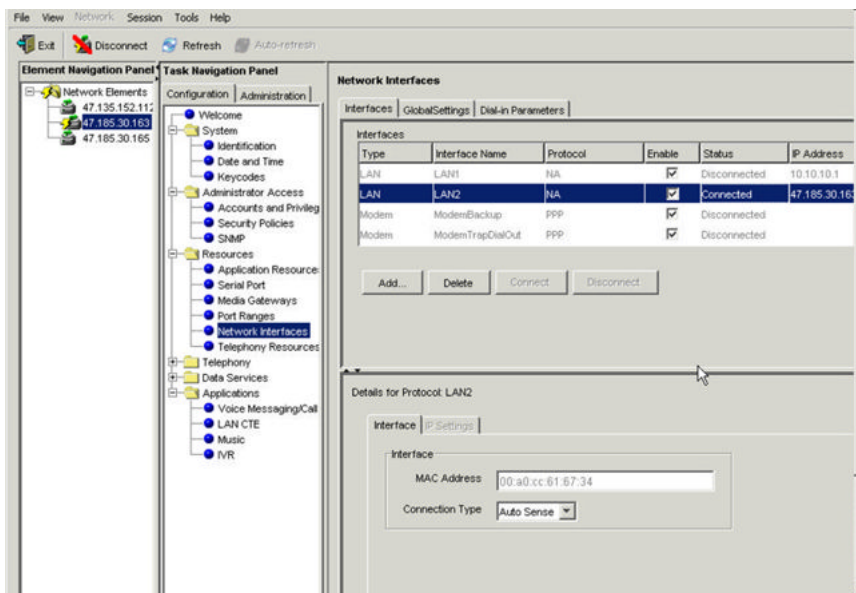 File View Network Session Tools Help
Exit Disconnect Refresh Auto-refresh
Element Navigation Panel
Network Elements
47.135.152.112
47.185.30.163
47.185.30.165
Task Navigation Panel
Configuration Administration
Welcome
System
Identification
Date and Time
Keycodes
Administrator Access
Accounts and Privileg
Security Policies
SNMP
Resources
Application Resource
Serial Port
Media Gateways
Port Ranges
Network Interfaces
Telephony Resources
Telephony
Data Services
Applications
Voice Messaging/Call
LAN CTE
Music
IVR
Network Interfaces
Interfaces GlobalSettings Dial-in Parameters
Interfaces
Type Interface Name Protocol Enable Status IP Address
LAN LAN1 NA Disconnected 10.10.10.1
LAN LAN2 NA Connected 47.185.30.163
Modem ModemBackup PPP Disconnected
Modem ModemTrapDialOut PPP Disconnected
Add... Delete Connect Disconnect
Details for Protocol: LAN2
Interface IP Settings
Interface
MAC Address 00:a0:cc:61:67:34
Connection Type Auto Sense